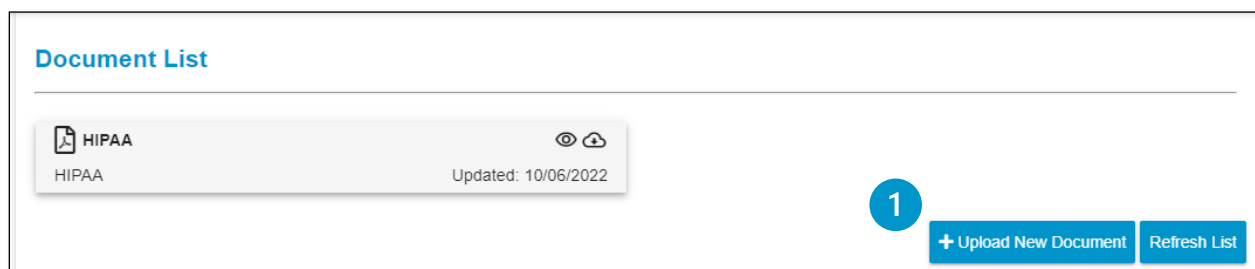 Document List
HIPAA
HIPAA Updated: 10/06/2022
1
+ Upload New Document Refresh List